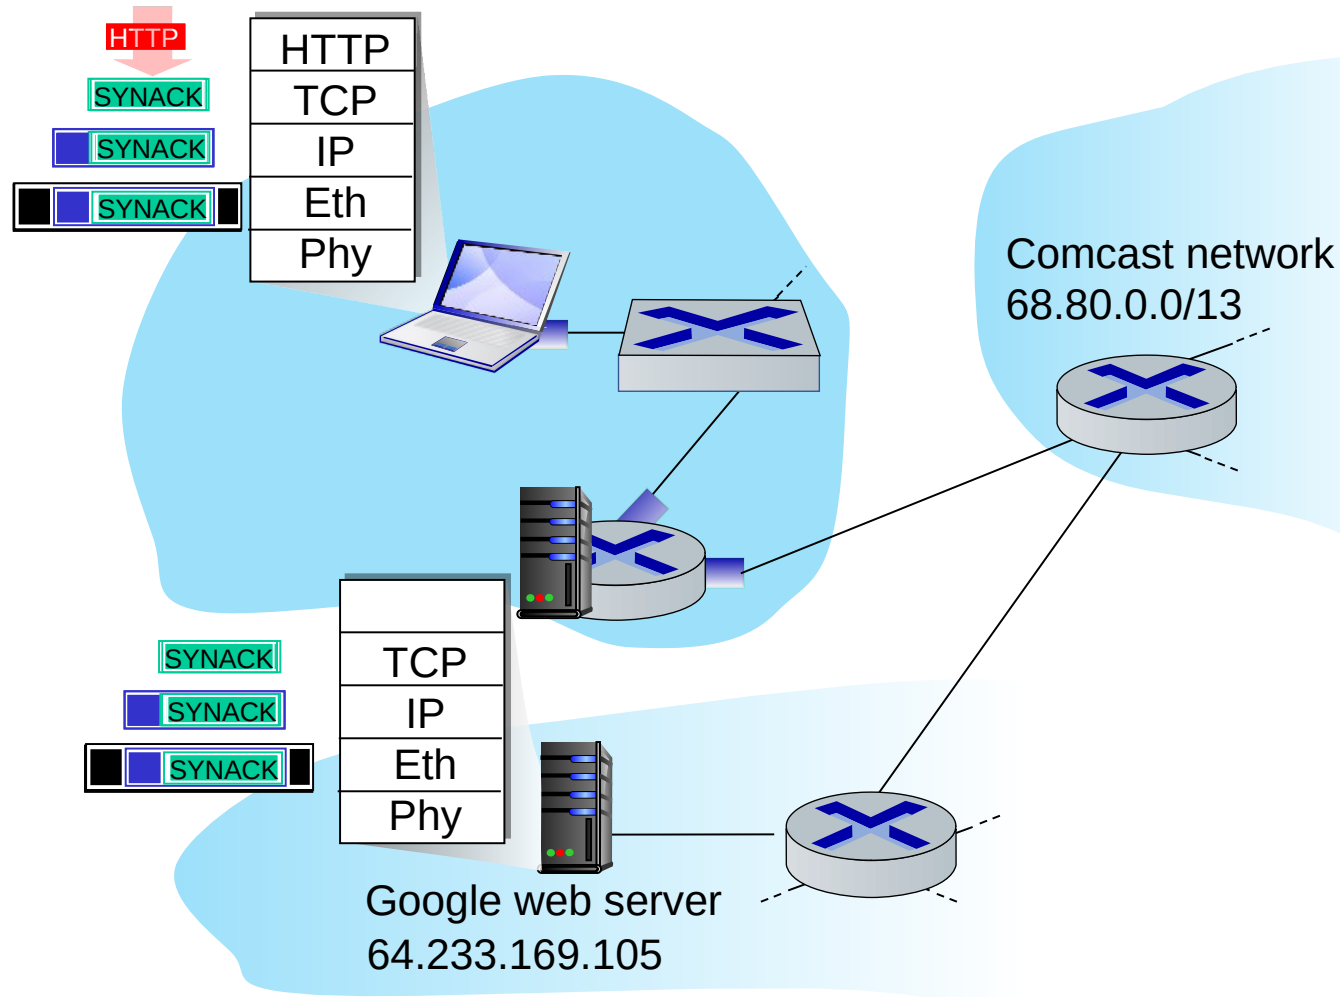 HTTP
SYNACK
SYNACK
SYNACK
HTTP
TCP
IP
Eth
Phy
Comcast network
68.80.0.0/13
SYNACK
SYNACK
SYNACK
TCP
IP
Eth
Phy
Google web server
64.233.169.105